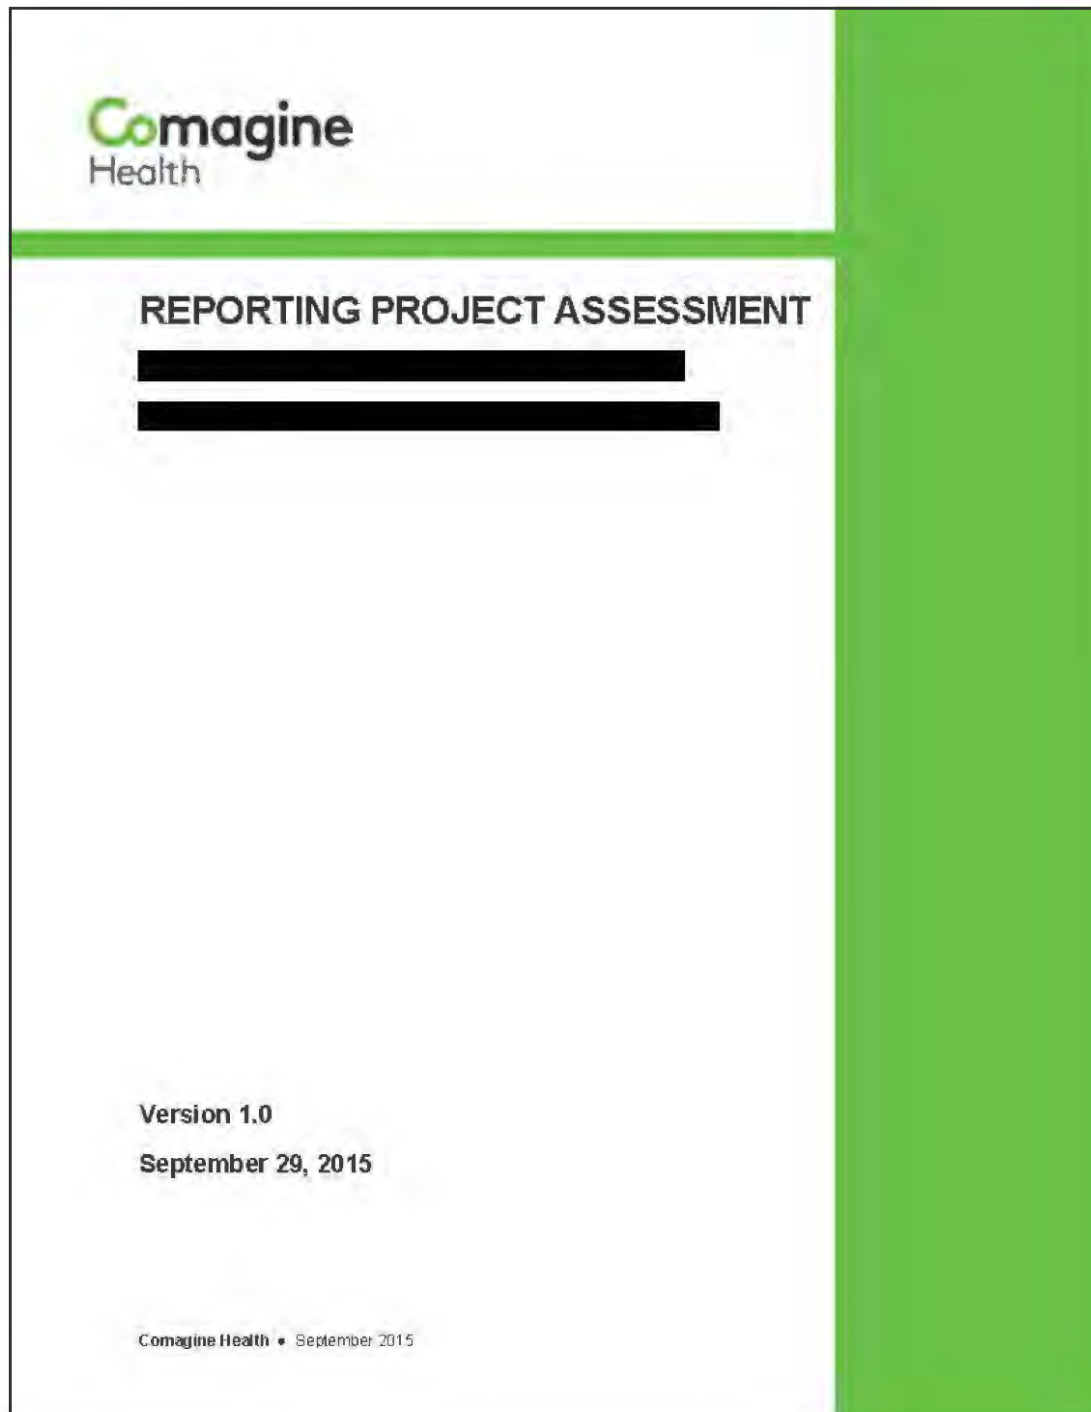 Comagine
Health
REPORTING PROJECT ASSESSMENT
Version 1.0
September 29, 2015
Comagine Health • September 2015